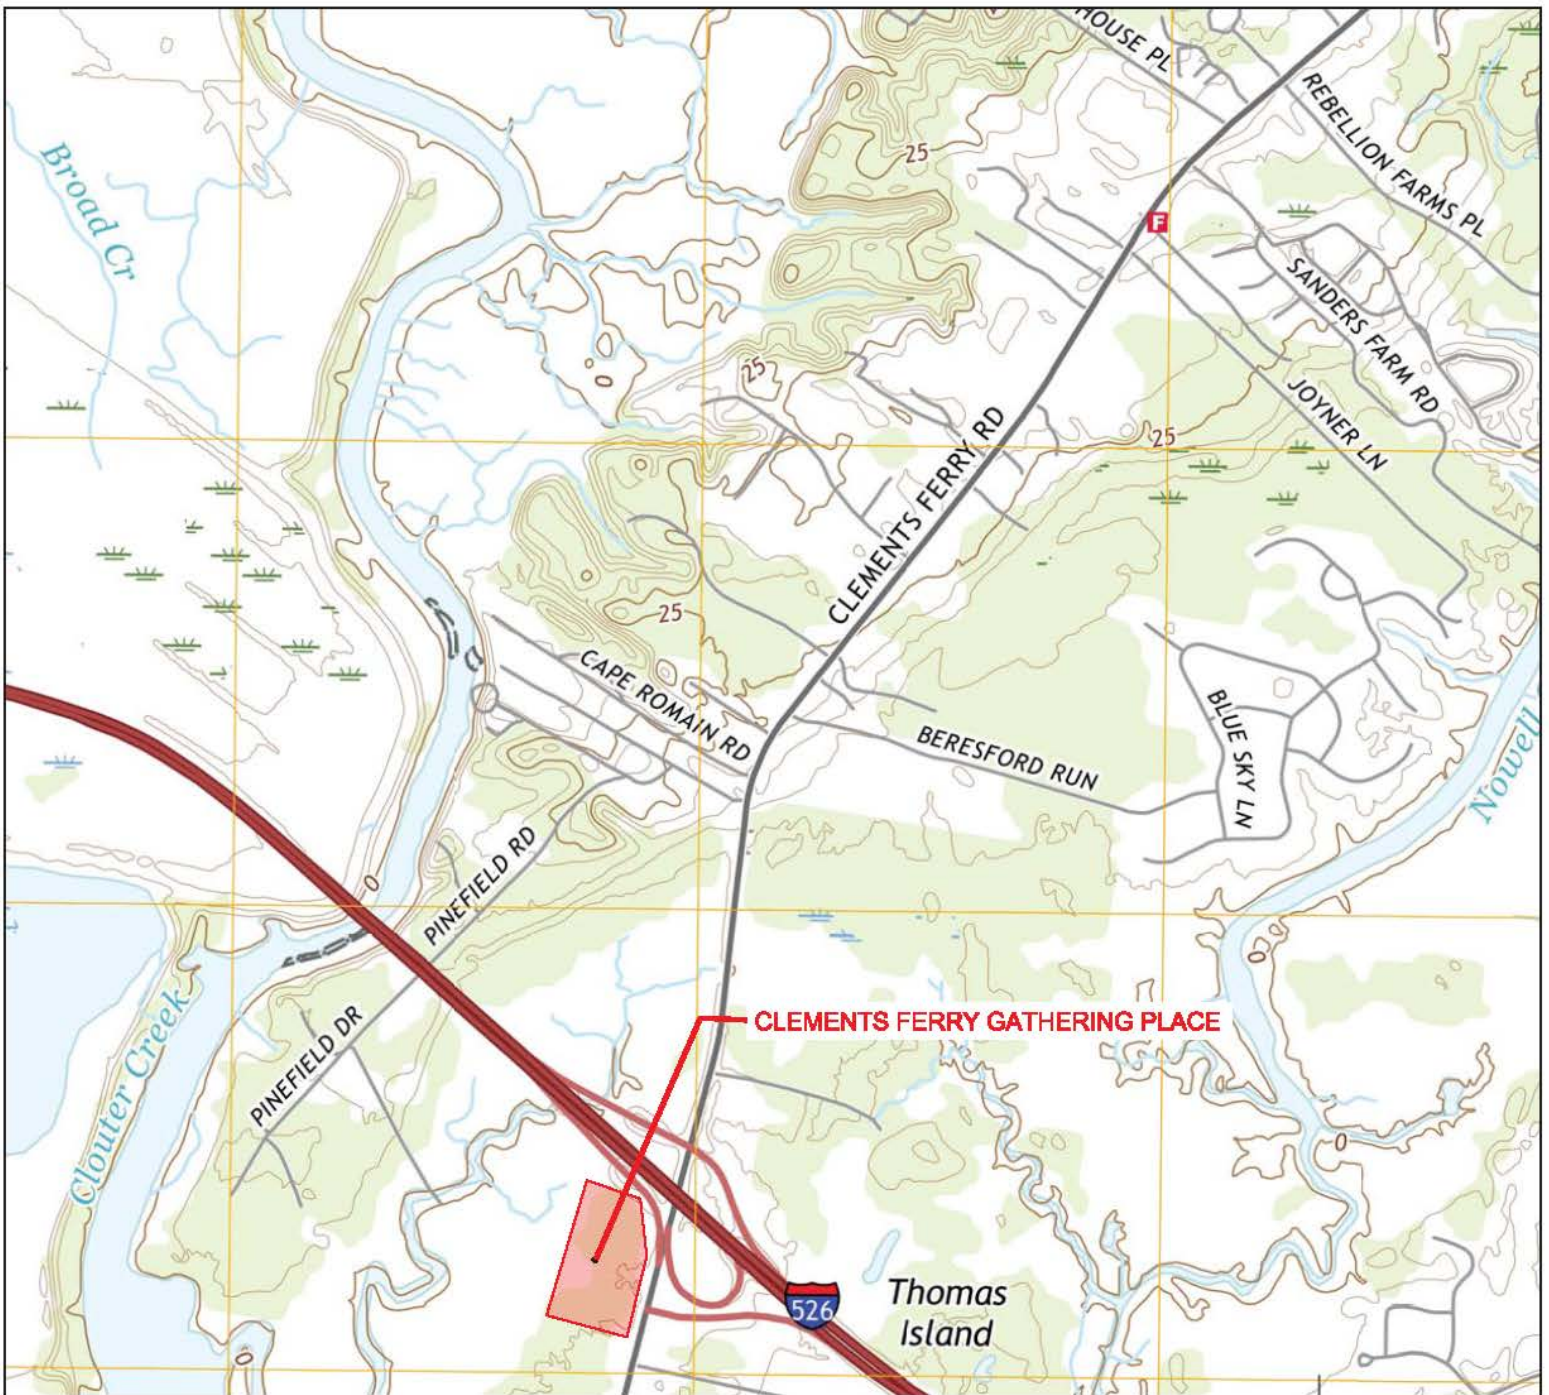 HOUSE PL
REBELLION FARMS PL
Broad Cr
25
F
SANDERS FARM RD
25
JOYNER LN
25
CLEMENTS FERRY RD
25
CAPE ROMAIN RD
BLUE SKY LN
BERESFORD RUN
Nowell
PINEFIELD RD
0
0
CLEMENTS FERRY GATHERING PLACE
PINEFIELD DR
Clouter Creek
0
526
Thomas
Island
0